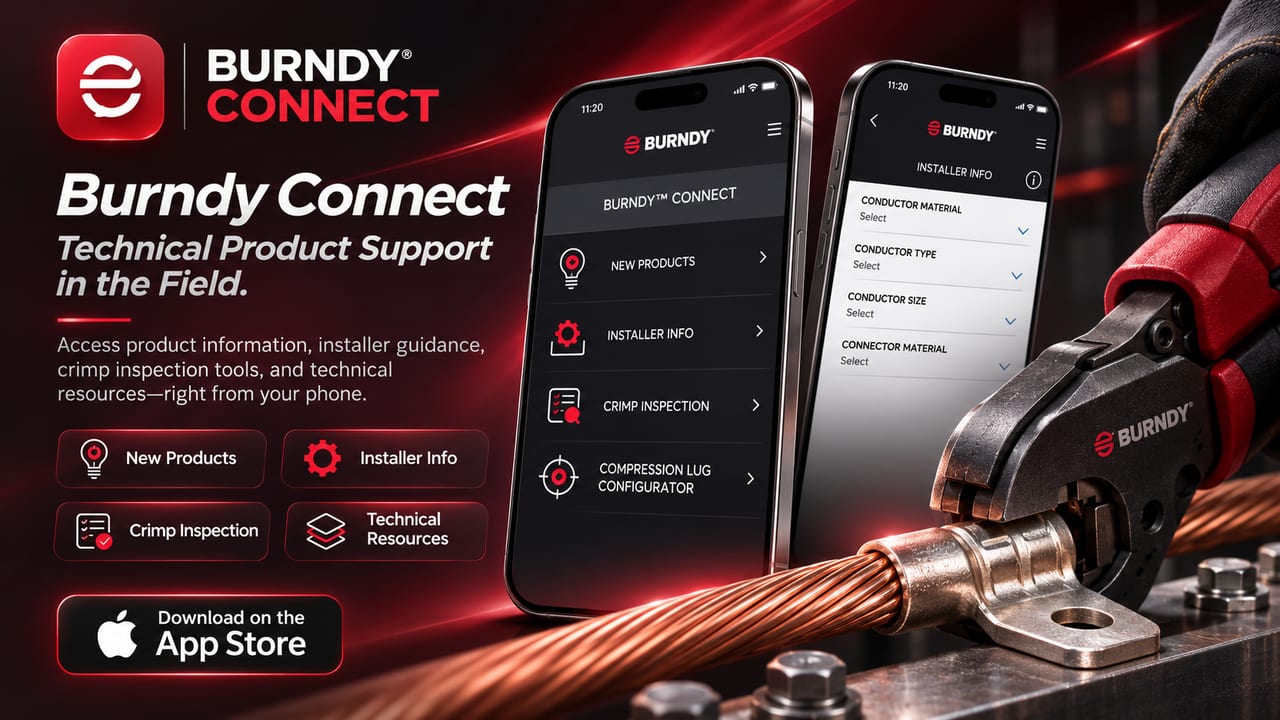 BURNDY®
CONNECT
Burndy Connect
Technical Product Support
in the Field.
Access product information, installer guidance,
crimp inspection tools, and technical
resources—right from your phone.
New Products
Installer Info
Crimp Inspection
Technical
Resources
Download on the
App Store
11:20
BURNDY
BURNDY™ CONNECT
NEW PRODUCTS
INSTALLER INFO
CRIMP INSPECTION
COMPRESSION LUG
CONFIGURATOR
11:20
BURNDY
INSTALLER INFO
CONDUCTOR MATERIAL
Select
CONDUCTOR TYPE
Select
CONDUCTOR SIZE
Select
CONNECTOR MATERIAL
Select
BURNDY